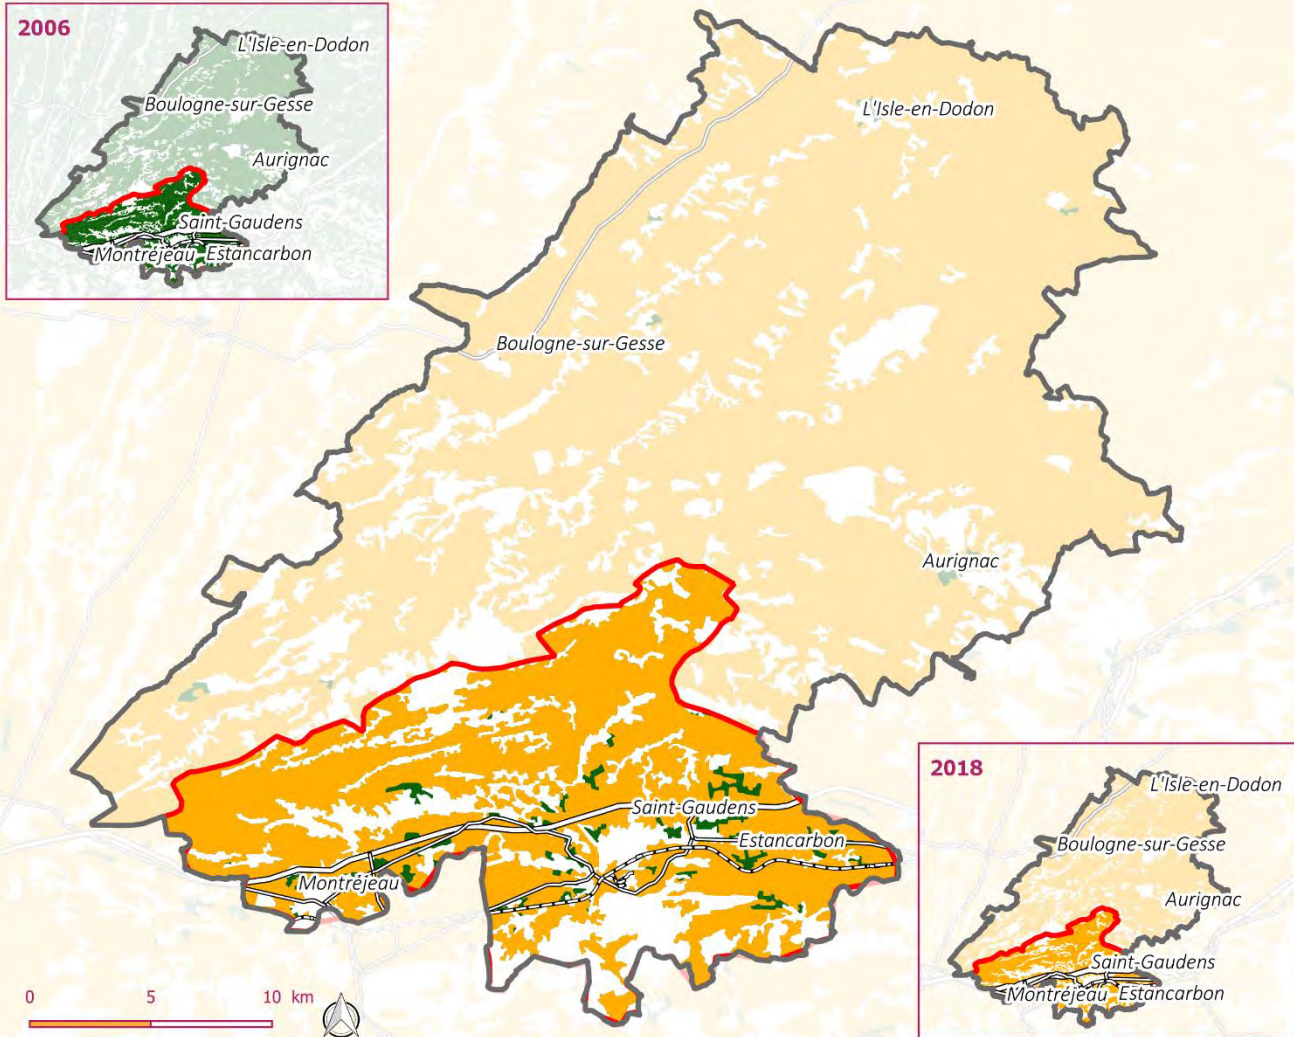 2006
L'Isle-en-Dodon
Boulogne-sur-Gesse
Aurignac
Saint-Gaudens
Montréjeau
Estancarbon
L'Isle-en-Dodon
Boulogne-sur-Gesse
Aurignac
Saint-Gaudens
Estancarbon
Montréjeau
0 5 10 km
2018
L'Isle-en-Dodon
Boulogne-sur-Gesse
Aurignac
Saint-Gaudens
Montréjeau
Estancarbon